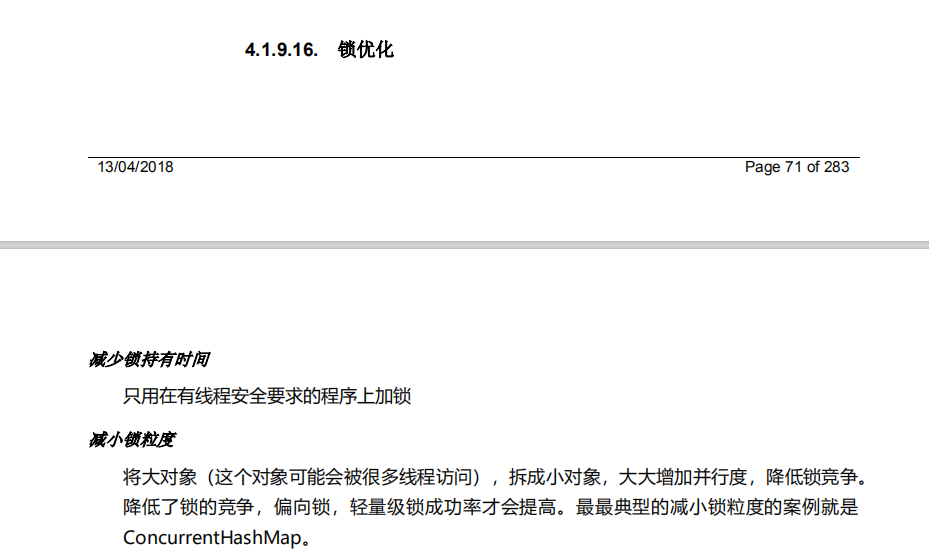 4.1.9.16. 锁优化
13/04/2018 Page 71 of 283
减少锁持有时间
只用在有线程安全要求的程序上加锁
减小锁粒度
将大对象（这个对象可能会被很多线程访问），拆成小对象，大大增加并行度，降低锁竞争。
降低了锁的竞争，偏向锁，轻量级锁成功率才会提高。最最典型的减小锁粒度的案例就是
ConcurrentHashMap。